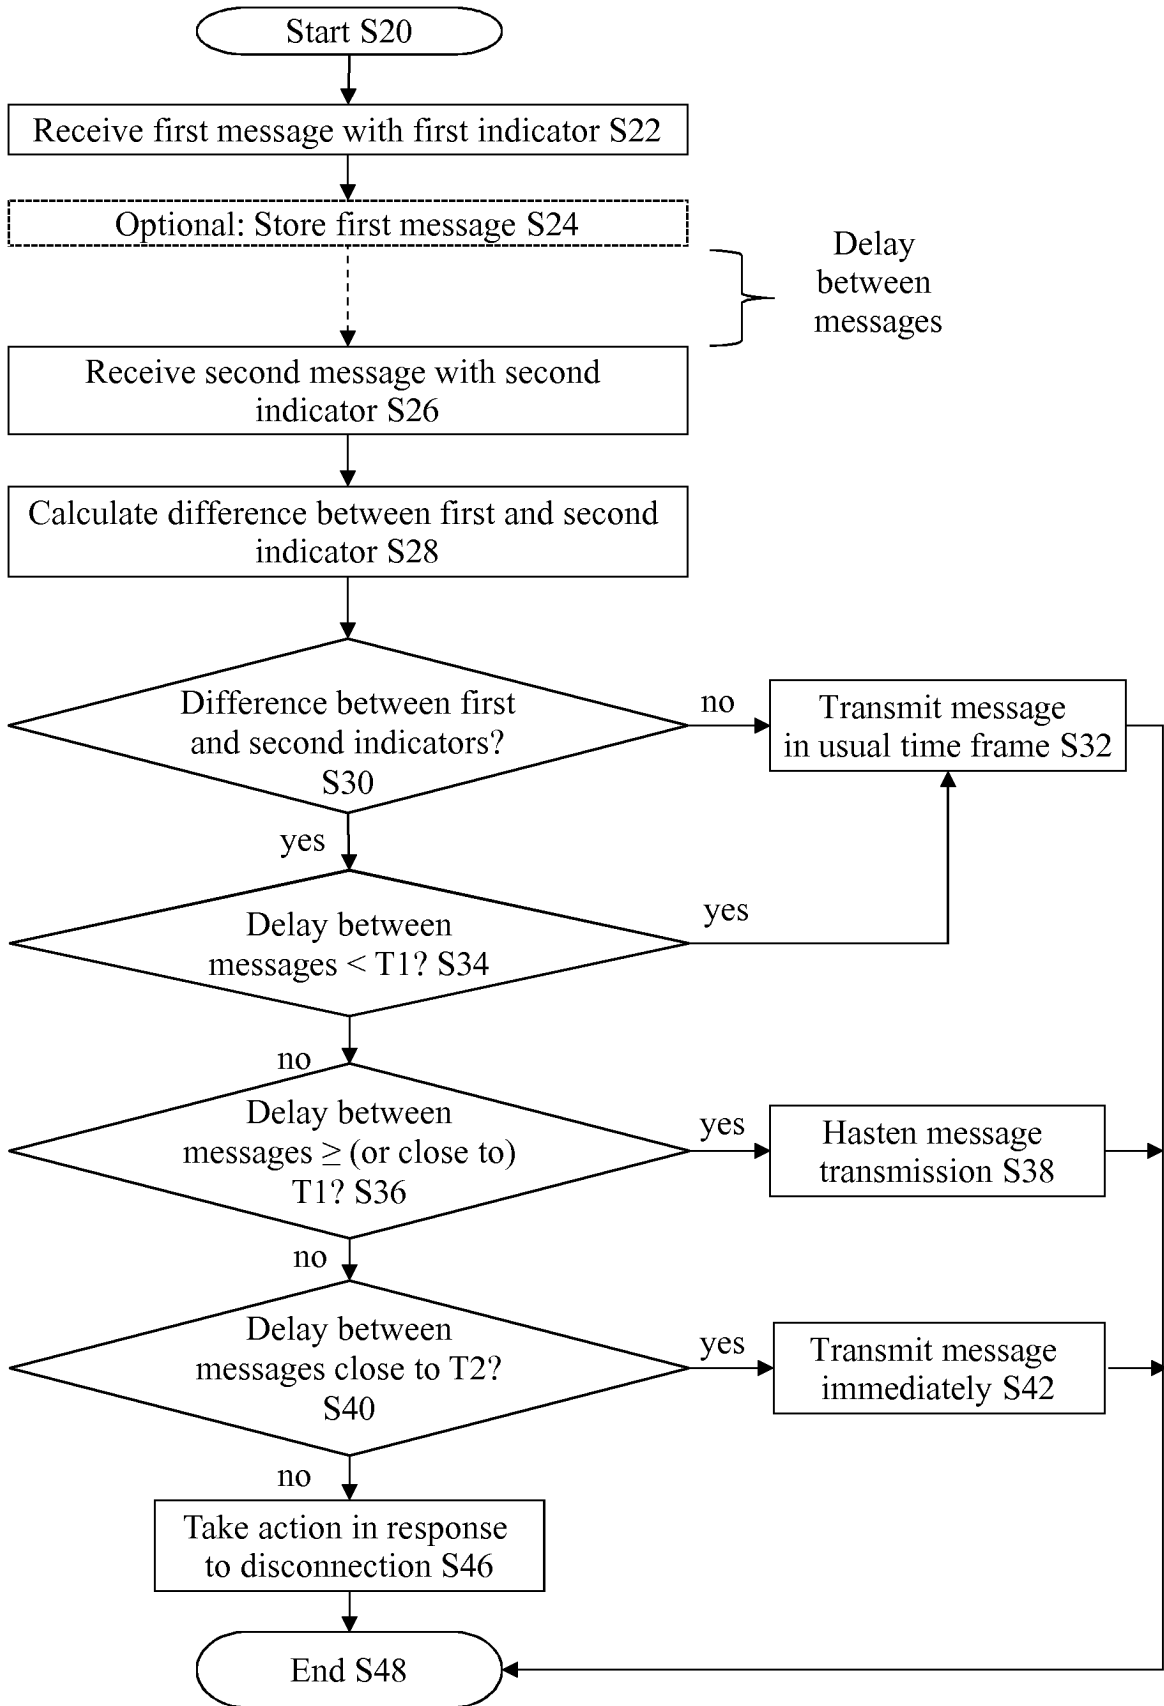 Start S20
Receive first message with first indicator S22
Optional: Store first message S24
Delay
between
messages
Receive second message with second
indicator S26
Calculate difference between first and second
indicator S28
Difference between first
and second indicators?
S30
no
Transmit message
in usual time frame S32
yes
Delay between
messages < T1? S34
yes
no
Delay between
messages ≥ (or close to)
T1? S36
yes
Hasten message
transmission S38
no
Delay between
messages close to T2?
S40
yes
Transmit message
immediately S42
no
Take action in response
to disconnection S46
End S48